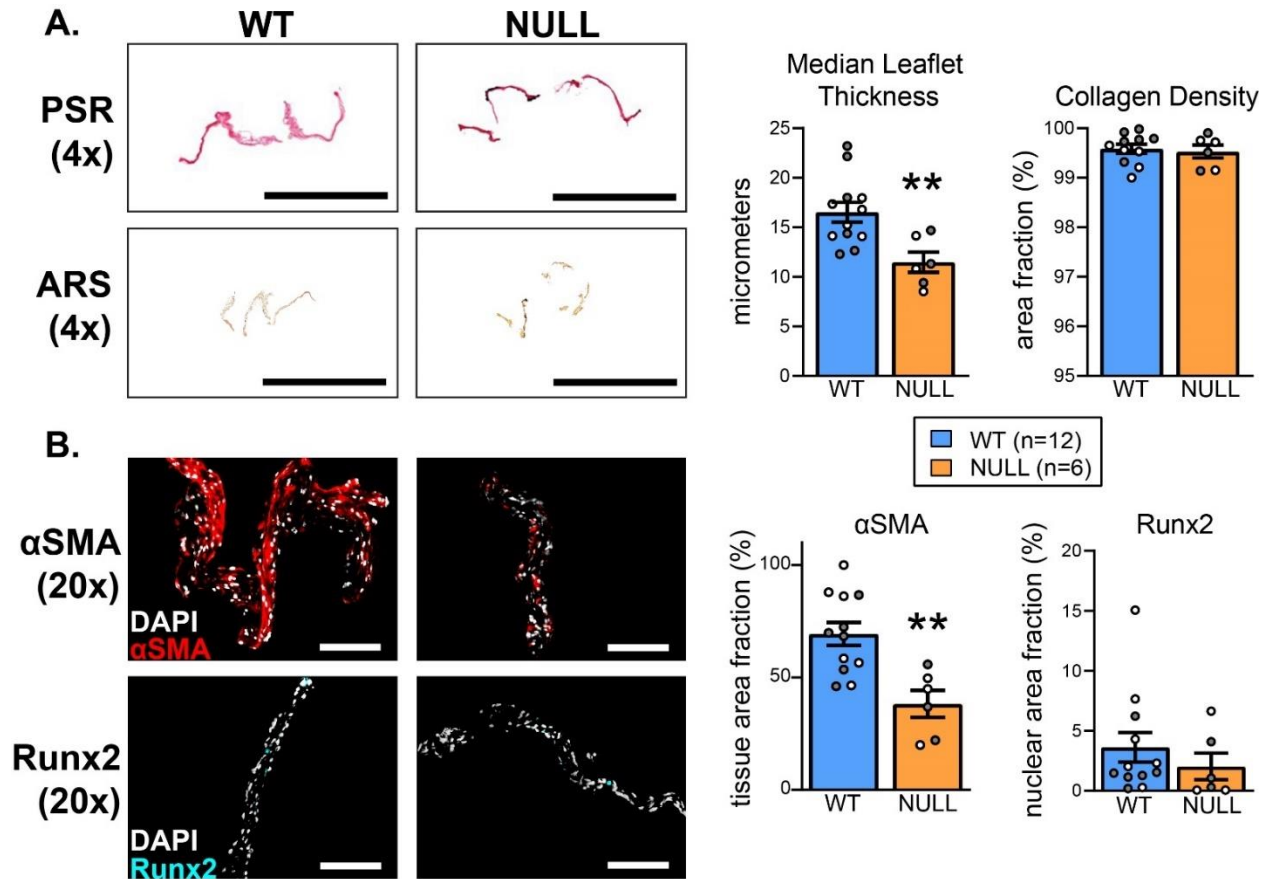 A.
WT
NULL
PSR
(4x)
ARS
(4x)
Median Leaflet
Thickness
micrometers
25
20
15
10
5
0
**
WT
NULL
Collagen Density
area fraction (%)
100
99
98
97
96
95
WT
NULL
WT (n=12)
NULL (n=6)
B.
αSMA
(20x)
DAPI
αSMA
Runx2
(20x)
DAPI
Runx2
αSMA
tissue area fraction (%)
100
50
0
**
WT
NULL
Runx2
nuclear area fraction (%)
20
15
10
5
0
WT
NULL